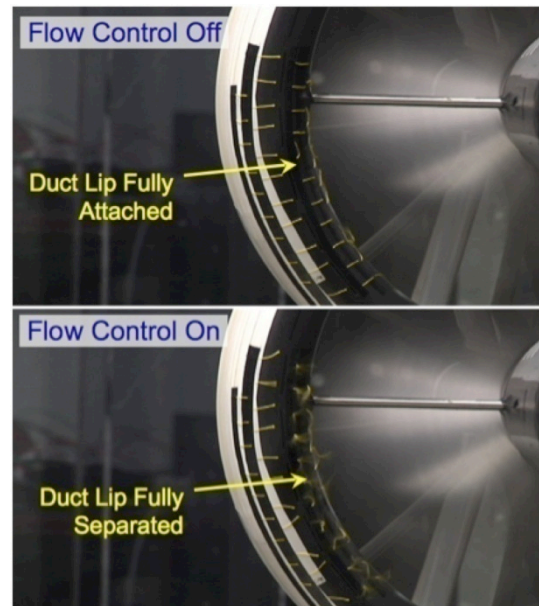 Flow Control Off
Duct Lip Fully
Attached
Flow Control On
Duct Lip Fully
Separated